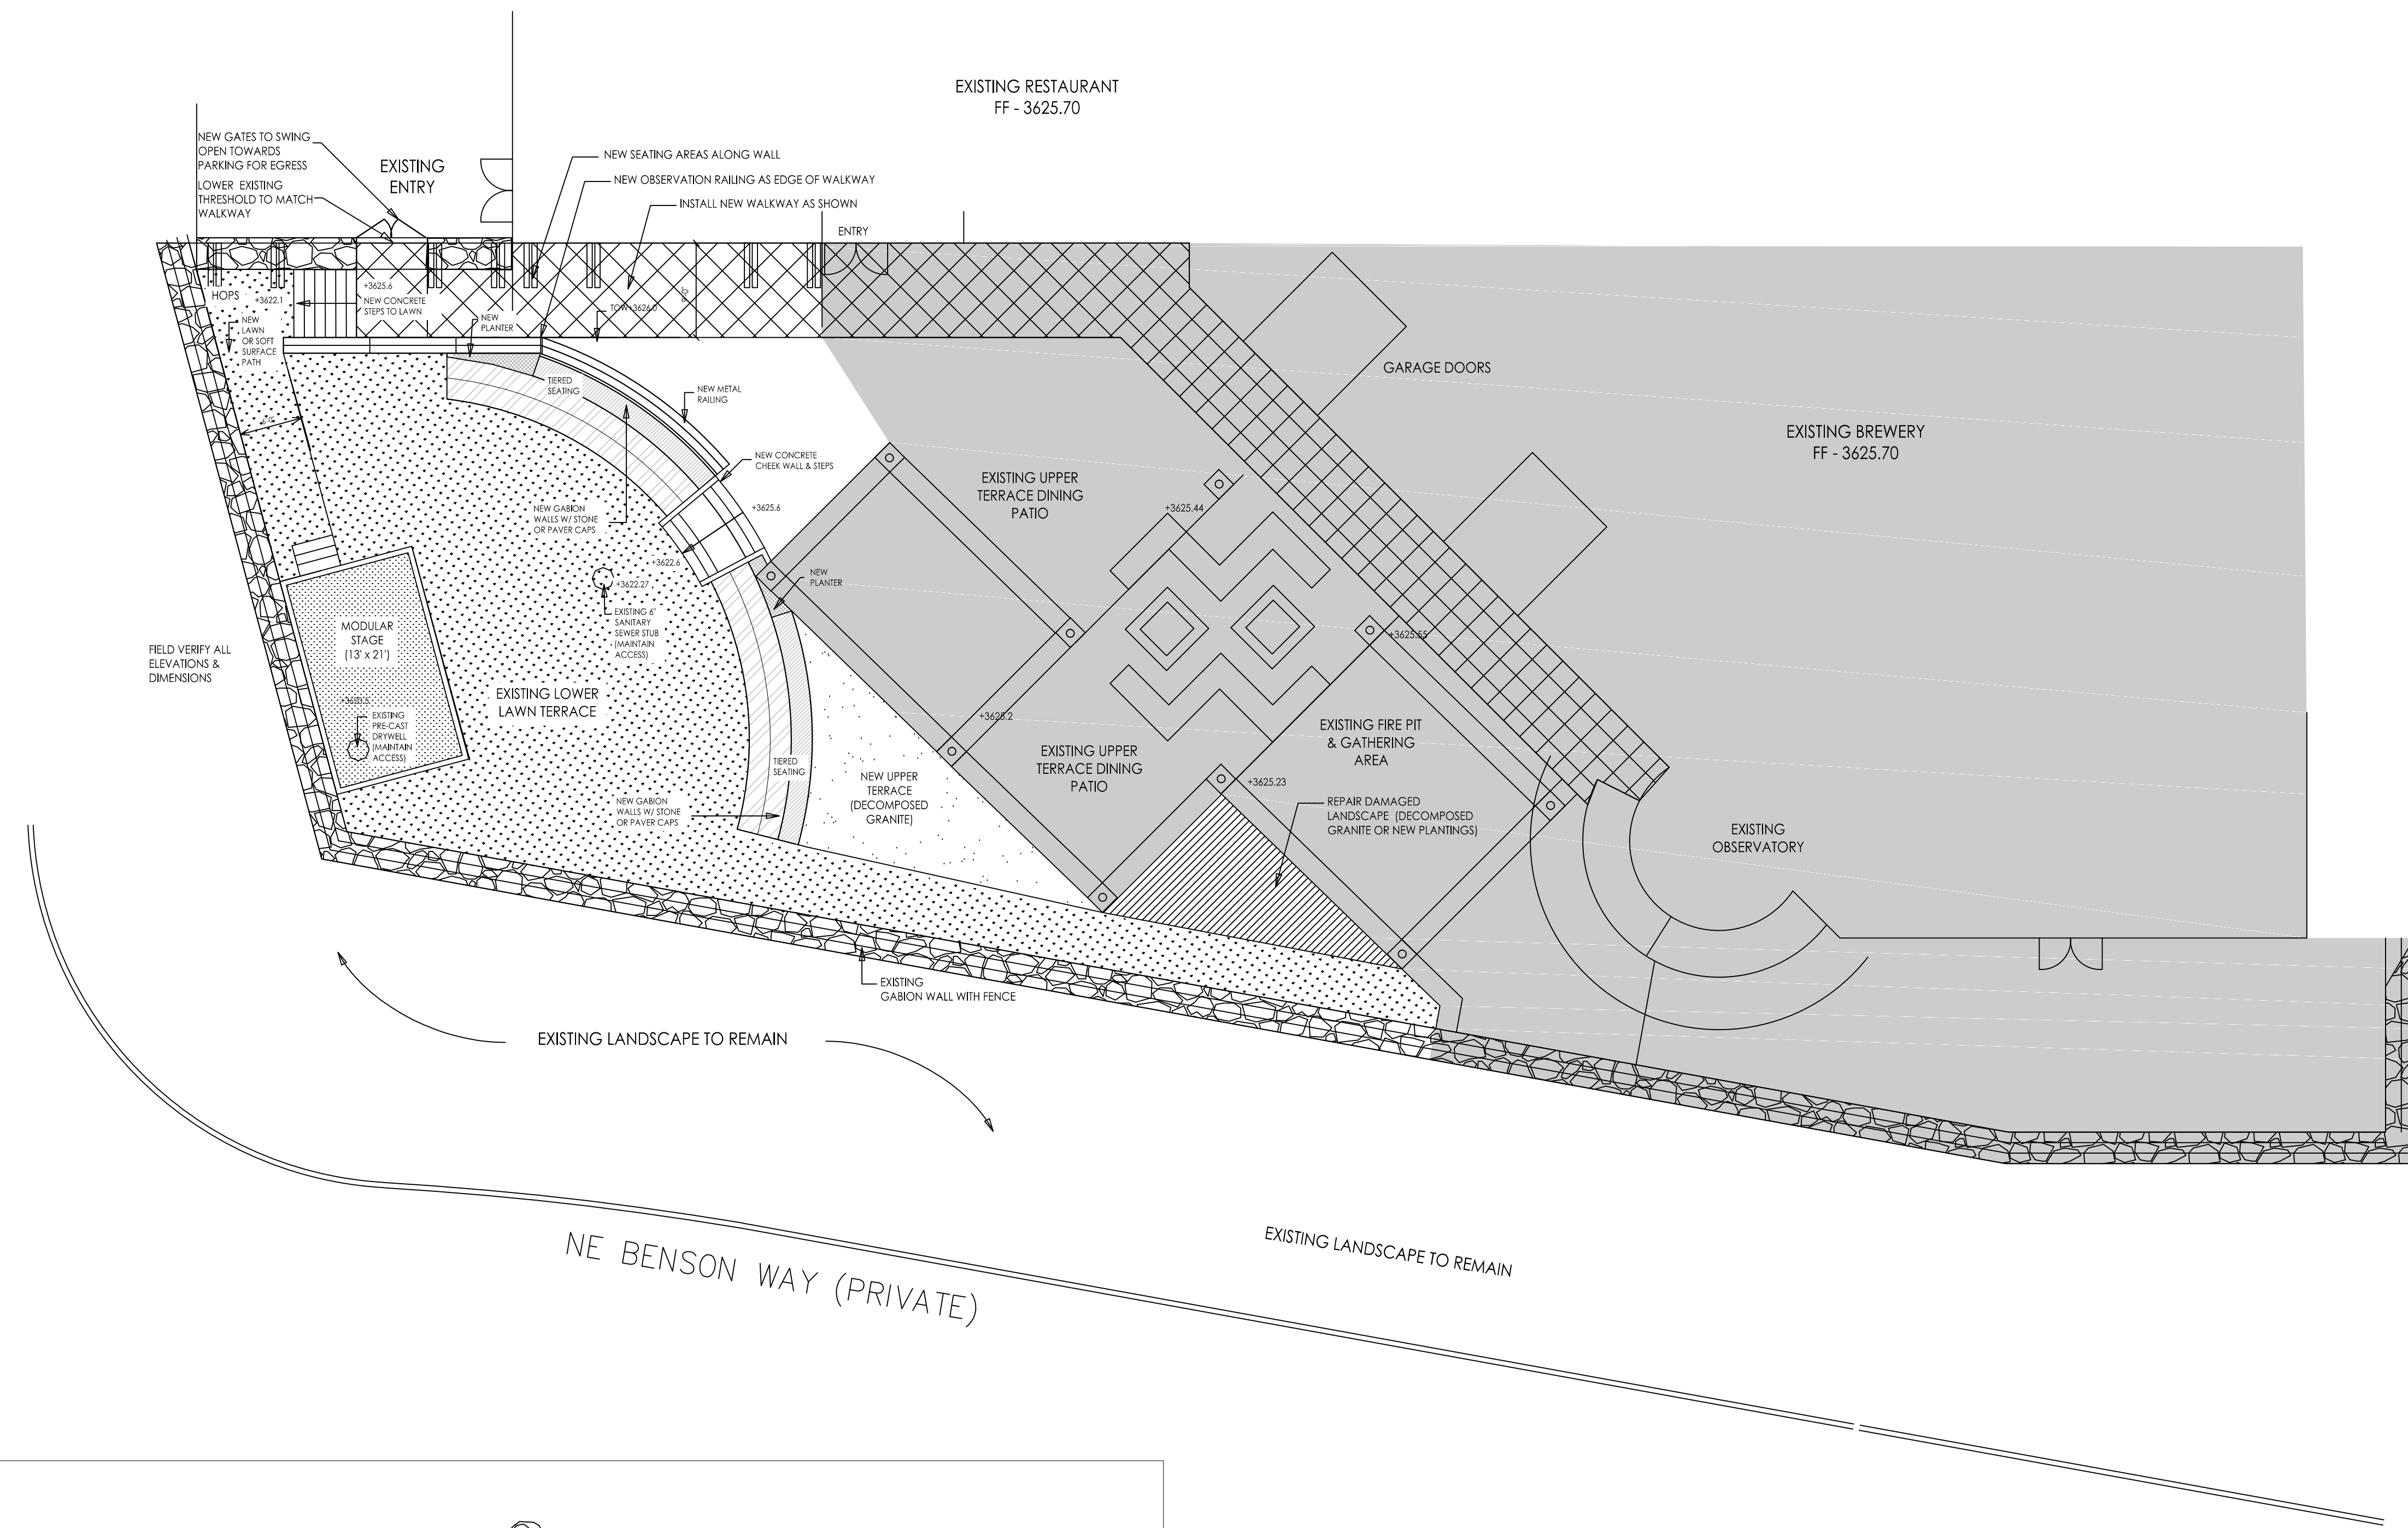 EXISTING RESTAURANT
FF - 3625.70
NEW GATES TO SWING
OPEN TOWARDS
PARKING FOR EGRESS
LOWER EXISTING
THRESHOLD TO MATCH
WALKWAY
EXISTING
ENTRY
NEW SEATING AREAS ALONG WALL
NEW OBSERVATION RAILING AS EDGE OF WALKWAY
INSTALL NEW WALKWAY AS SHOWN
ENTRY
HOPS
+3622.1
+3625.6
NEW CONCRETE
STEPS TO LAWN
NEW
PLANTER
TOW+3626.0
NEW
LAWN
OR SOFT
SURFACE
PATH
TIERED
SEATING
NEW METAL
RAILING
GARAGE DOORS
EXISTING BREWERY
FF - 3625.70
NEW CONCRETE
CHEEK WALL & STEPS
EXISTING UPPER
TERRACE DINING
PATIO
+3625.44
NEW GABION
WALLS W/ STONE
OR PAVER CAPS
+3625.6
+3622.6
+3622.27
NEW
PLANTER
EXISTING 6"
SANITARY
SEWER STUB
(MAINTAIN
ACCESS)
MODULAR
STAGE
(13' x 21')
+3625.55
FIELD VERIFY ALL
ELEVATIONS &
DIMENSIONS
EXISTING LOWER
LAWN TERRACE
EXISTING
PRE-CAST
DRYWELL
(MAINTAIN
ACCESS)
+3625.2
EXISTING FIRE PIT
& GATHERING
AREA
EXISTING UPPER
TERRACE DINING
PATIO
TIERED
SEATING
NEW UPPER
TERRACE
(DECOMPOSED
GRANITE)
+3625.23
NEW GABION
WALLS W/ STONE
OR PAVER CAPS
REPAIR DAMAGED
LANDSCAPE (DECOMPOSED
GRANITE OR NEW PLANTINGS)
EXISTING
OBSERVATORY
EXISTING
GABION WALL WITH FENCE
EXISTING LANDSCAPE TO REMAIN
EXISTING LANDSCAPE TO REMAIN
NE BENSON WAY (PRIVATE)